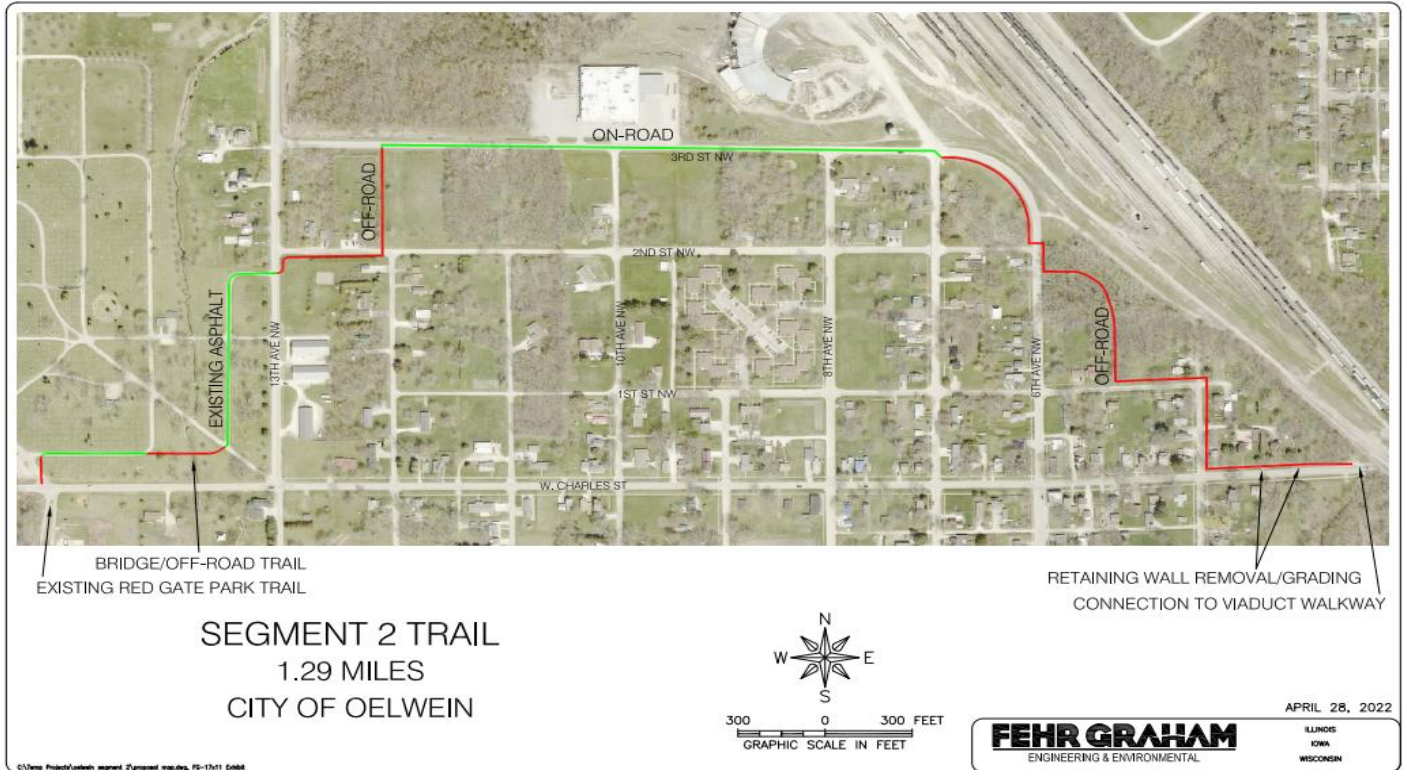 ON-ROAD
3RD ST NW
OFF-ROAD
2ND ST NW
EXISTING ASPHALT
13TH AVE NW
10TH AVE NW
8TH AVE NW
6TH AVE NW
OFF-ROAD
1ST ST NW
W. CHARLES ST
BRIDGE/OFF-ROAD TRAIL
EXISTING RED GATE PARK TRAIL
RETAINING WALL REMOVAL/GRADING
CONNECTION TO VIADUCT WALKWAY
SEGMENT 2 TRAIL
1.29 MILES
CITY OF OELWEIN
N
W E
S
300 0 300 FEET
GRAPHIC SCALE IN FEET
APRIL 28, 2022
FEHR GRAHAM
ENGINEERING & ENVIRONMENTAL
ILLINOIS
IOWA
WISCONSIN